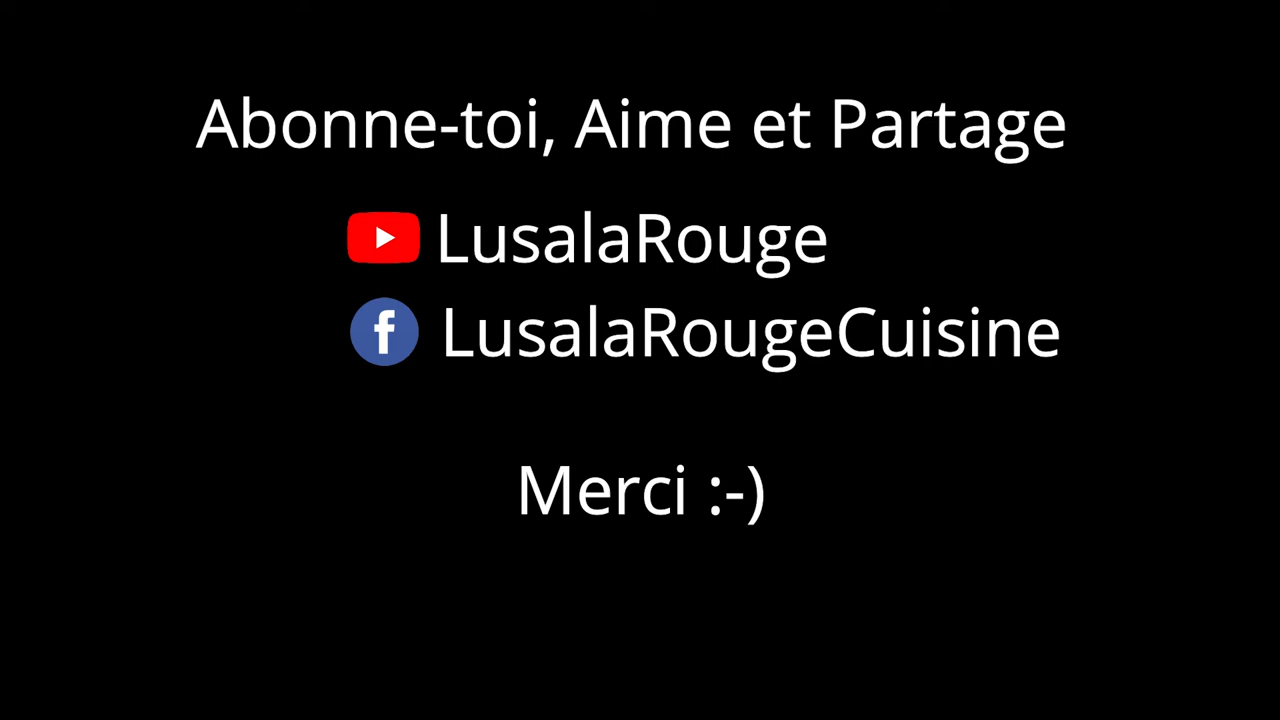 Abonne-toi, Aime et Partage
LusalaRouge
f LusalaRougeCuisine
Merci :-)